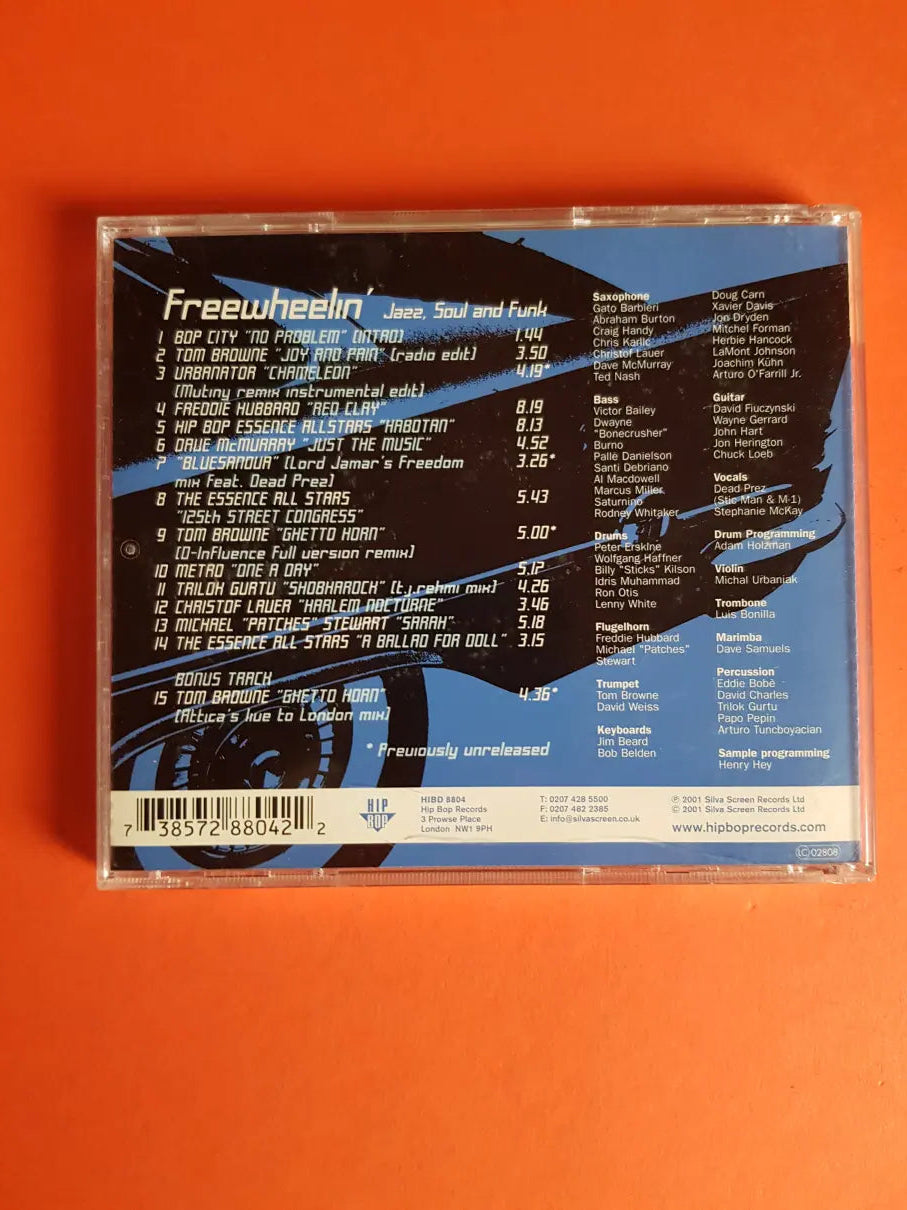 Freewheelin' Jazz, Soul and Funk
1 BOP CITY "NO PROBLEM" (INTRO) 1.44
2 TOM BROWNE "JOY AND PAIN" (radio edit) 3.50
3 URBANATOR "CHAMELEON" 4.19*
(Mutiny remix instrumental edit)
4 FREDDIE HUBBARD "RED CLAY" 8.19
5 HIP BOP ESSENCE ALLSTARS "KABOTAN" 8.13
6 DAVE McMURRAY "JUST THE MUSIC" 4.52
7 "BLUESANOVA" (Lord Jamar's Freedom 3.26*
mix Feat. Dead Prez)
8 THE ESSENCE ALL STARS 5.43
"125th STREET CONGRESS"
9 TOM BROWNE "GHETTO HORN" 5.00*
(D-Influence Full version remix)
10 METRO "ONE A DAY" 5.17
11 TRILOK GURTU "SHOBHAROCK" (t.j.rehmi mix) 4.26
12 CHRISTOF LAUER "HARLEM NOCTURNE" 3.46
13 MICHAEL "PATCHES" STEWART "SARAH" 5.18
14 THE ESSENCE ALL STARS "A BALLAD FOR DOLL" 3.15
BONUS TRACK
15 TOM BROWNE "GHETTO HORN" 4.36*
(Attica's live to London mix)
* Previously unreleased
Saxophone
Gato Barbieri
Abraham Burton
Craig Handy
Chris Karlic
Christof Lauer
Dave McMurray
Ted Nash
Bass
Victor Bailey
Dwayne
"Bonecrusher"
Burno
Palle Danielson
Santi Debriano
Al Macdowell
Marcus Miller
Saturnino
Rodney Whitaker
Drums
Peter Erskine
Wolfgang Haffner
Billy "Sticks" Kilson
Idris Muhammad
Ron Otis
Lenny White
Flugelhorn
Freddie Hubbard
Michael "Patches"
Stewart
Trumpet
Tom Browne
David Weiss
Keyboards
Jim Beard
Bob Belden
Doug Carn
Xavier Davis
Jon Dryden
Mitchel Forman
Herbie Hancock
LaMont Johnson
Joachim Kühn
Arturo O'Farrill Jr.
Guitar
David Fiuczynski
Wayne Gerrard
John Hart
Jon Herington
Chuck Loeb
Vocals
Dead Prez
(Stic Man & M-1)
Stephanie McKay
Drum Programming
Adam Holzman
Violin
Michal Urbaniak
Trombone
Luis Bonilla
Marimba
Dave Samuels
Percussion
Eddie Bobè
David Charles
Trilok Gurtu
Papo Pepin
Arturo Tuncboyacian
Sample programming
Henry Hey
7 38572 88042 2
HIP
BOP
HIBD 8804
Hip Bop Records
3 Prowse Place
London NW1 9PH
T: 0207 428 5500
F: 0207 482 2385
E: info@silvascreen.co.uk
℗ 2001 Silva Screen Records Ltd
© 2001 Silva Screen Records Ltd
www.hipboprecords.com
LC 02808